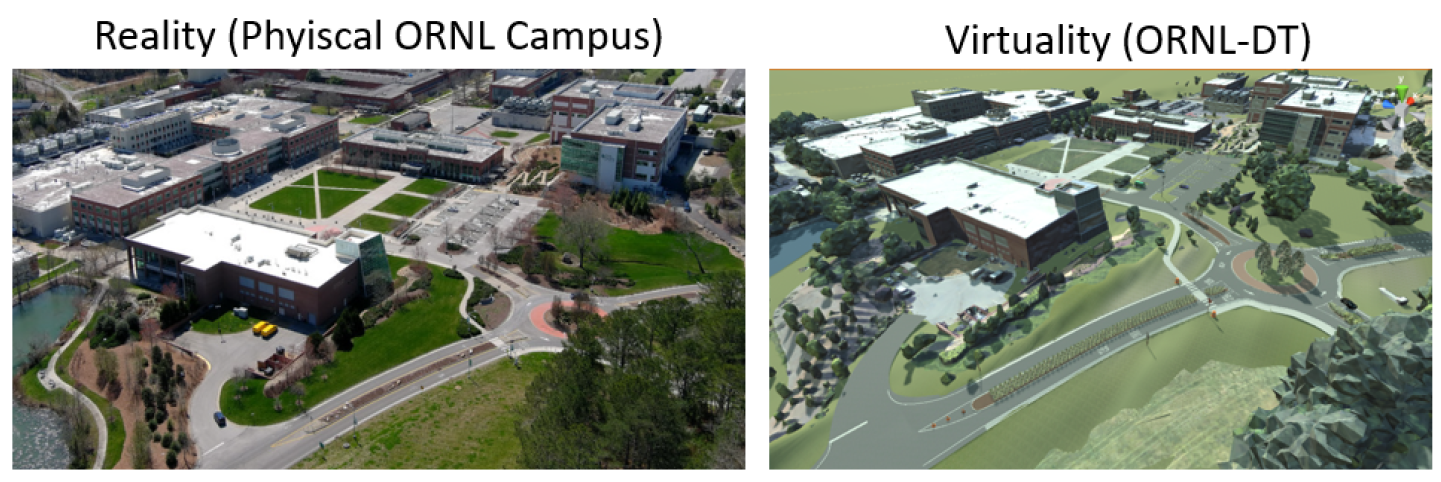 Reality (Phyiscal ORNL Campus)
Virtuality (ORNL-DT)
y